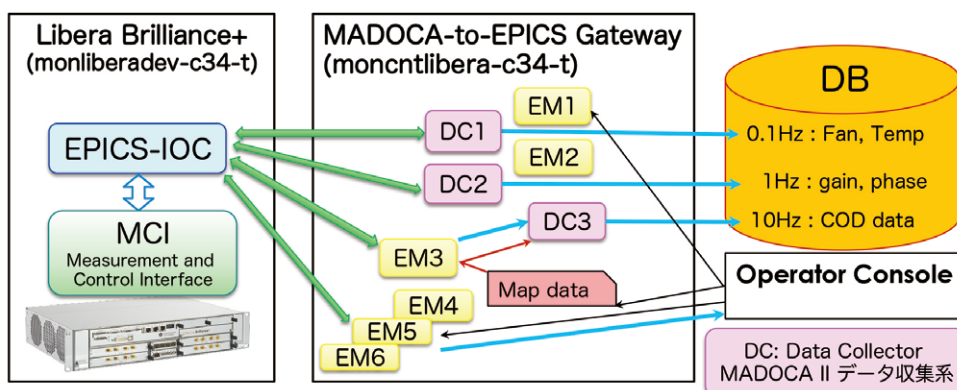 Libera Brilliance+
(monliberadev-c34-t)
EPICS-IOC
MCI
Measurement and
Control Interface
MADOCA-to-EPICS Gateway
(moncntlibera-c34-t)
EM1
DC1
EM2
DC2
DC3
EM3
Map data
EM4
EM5
EM6
DB
0.1Hz : Fan, Temp
1Hz : gain, phase
10Hz : COD data
Operator Console
DC: Data Collector
MADOCA II データ収集系